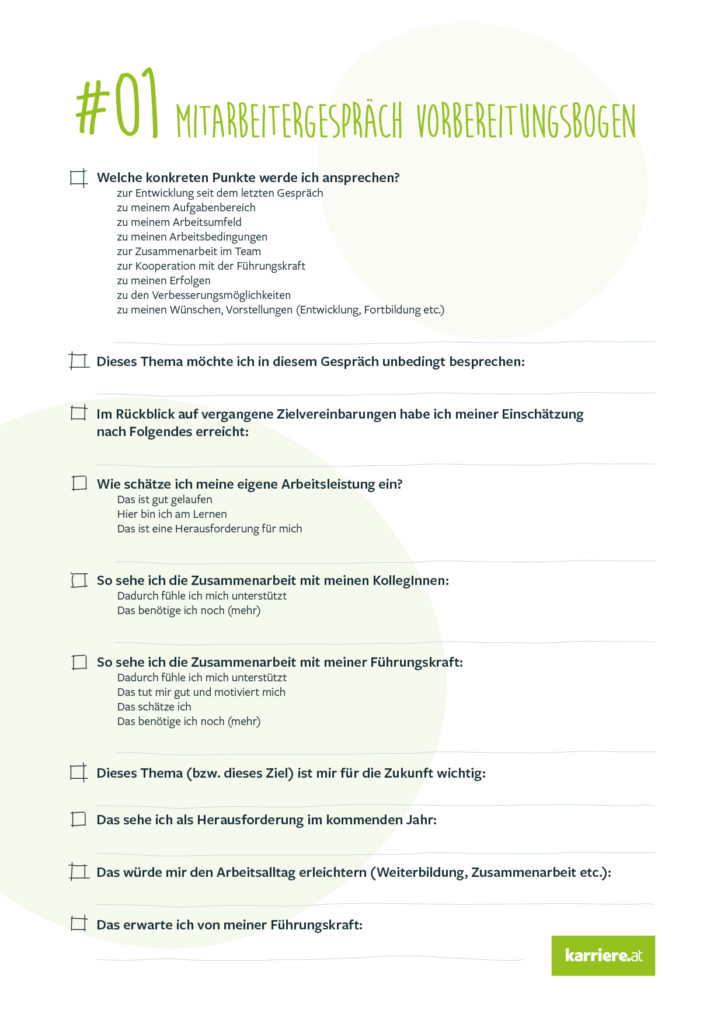 #01 MITARBEITERGESPRÄCH VORBEREITUNGSBOGEN
Welche konkreten Punkte werde ich ansprechen?
zur Entwicklung seit dem letzten Gespräch
zu meinem Aufgabenbereich
zu meinem Arbeitsumfeld
zu meinen Arbeitsbedingungen
zur Zusammenarbeit im Team
zur Kooperation mit der Führungskraft
zu meinen Erfolgen
zu den Verbesserungsmöglichkeiten
zu meinen Wünschen, Vorstellungen (Entwicklung, Fortbildung etc.)
Dieses Thema möchte ich in diesem Gespräch unbedingt besprechen:
Im Rückblick auf vergangene Zielvereinbarungen habe ich meiner Einschätzung
nach Folgendes erreicht:
Wie schätze ich meine eigene Arbeitsleistung ein?
Das ist gut gelaufen
Hier bin ich am Lernen
Das ist eine Herausforderung für mich
So sehe ich die Zusammenarbeit mit meinen KollegInnen:
Dadurch fühle ich mich unterstützt
Das benötige ich noch (mehr)
So sehe ich die Zusammenarbeit mit meiner Führungskraft:
Dadurch fühle ich mich unterstützt
Das tut mir gut und motiviert mich
Das schätze ich
Das benötige ich noch (mehr)
Dieses Thema (bzw. dieses Ziel) ist mir für die Zukunft wichtig:
Das sehe ich als Herausforderung im kommenden Jahr:
Das würde mir den Arbeitsalltag erleichtern (Weiterbildung, Zusammenarbeit etc.):
Das erwarte ich von meiner Führungskraft:
karriere.at